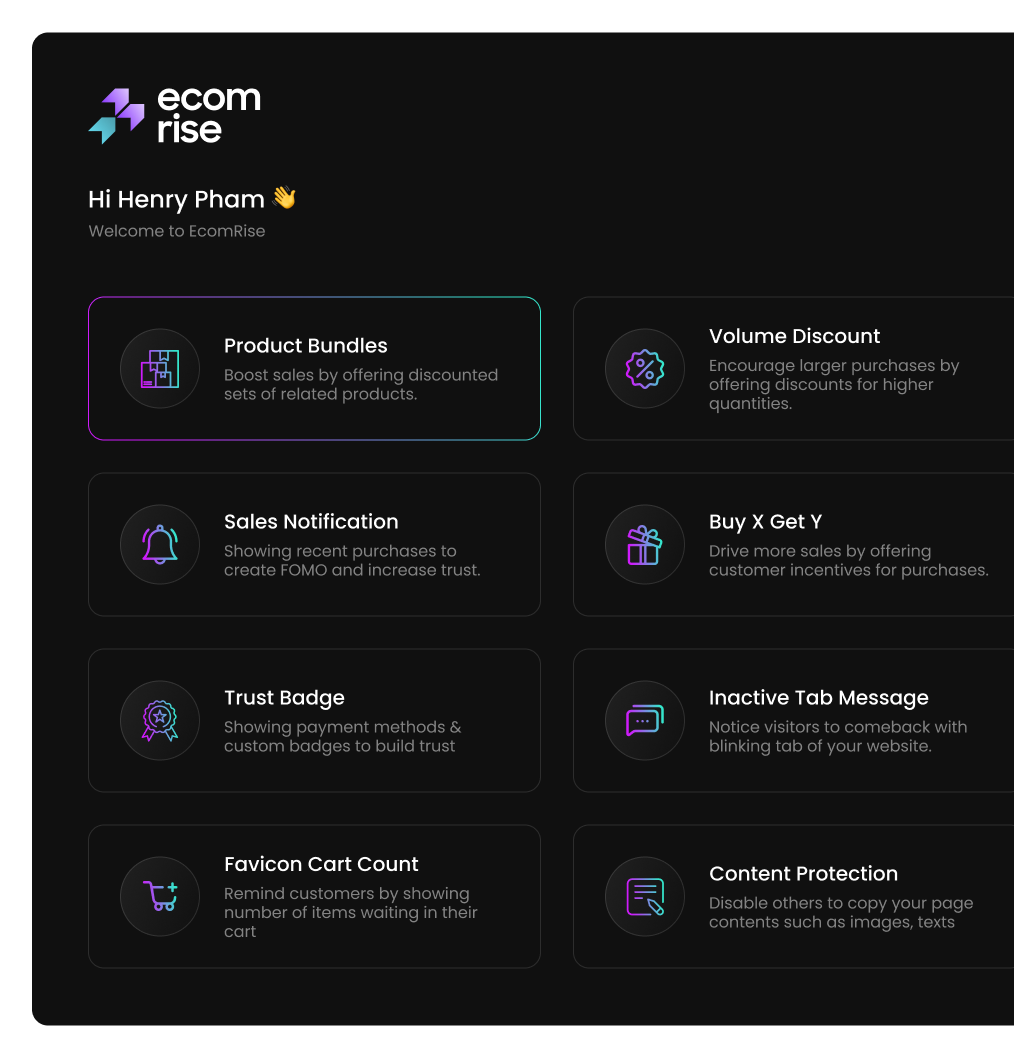 ecom
rise
Hi Henry Pham 👋
Welcome to EcomRise
Product Bundles
Boost sales by offering discounted
sets of related products.
Volume Discount
Encourage larger purchases by
offering discounts for higher
quantities.
Sales Notification
Showing recent purchases to
create FOMO and increase trust.
Buy X Get Y
Drive more sales by offering
customer incentives for purchases.
Trust Badge
Showing payment methods &
custom badges to build trust
Inactive Tab Message
Notice visitors to comeback with
blinking tab of your website.
Favicon Cart Count
Remind customers by showing
number of items waiting in their
cart
Content Protection
Disable others to copy your page
contents such as images, texts